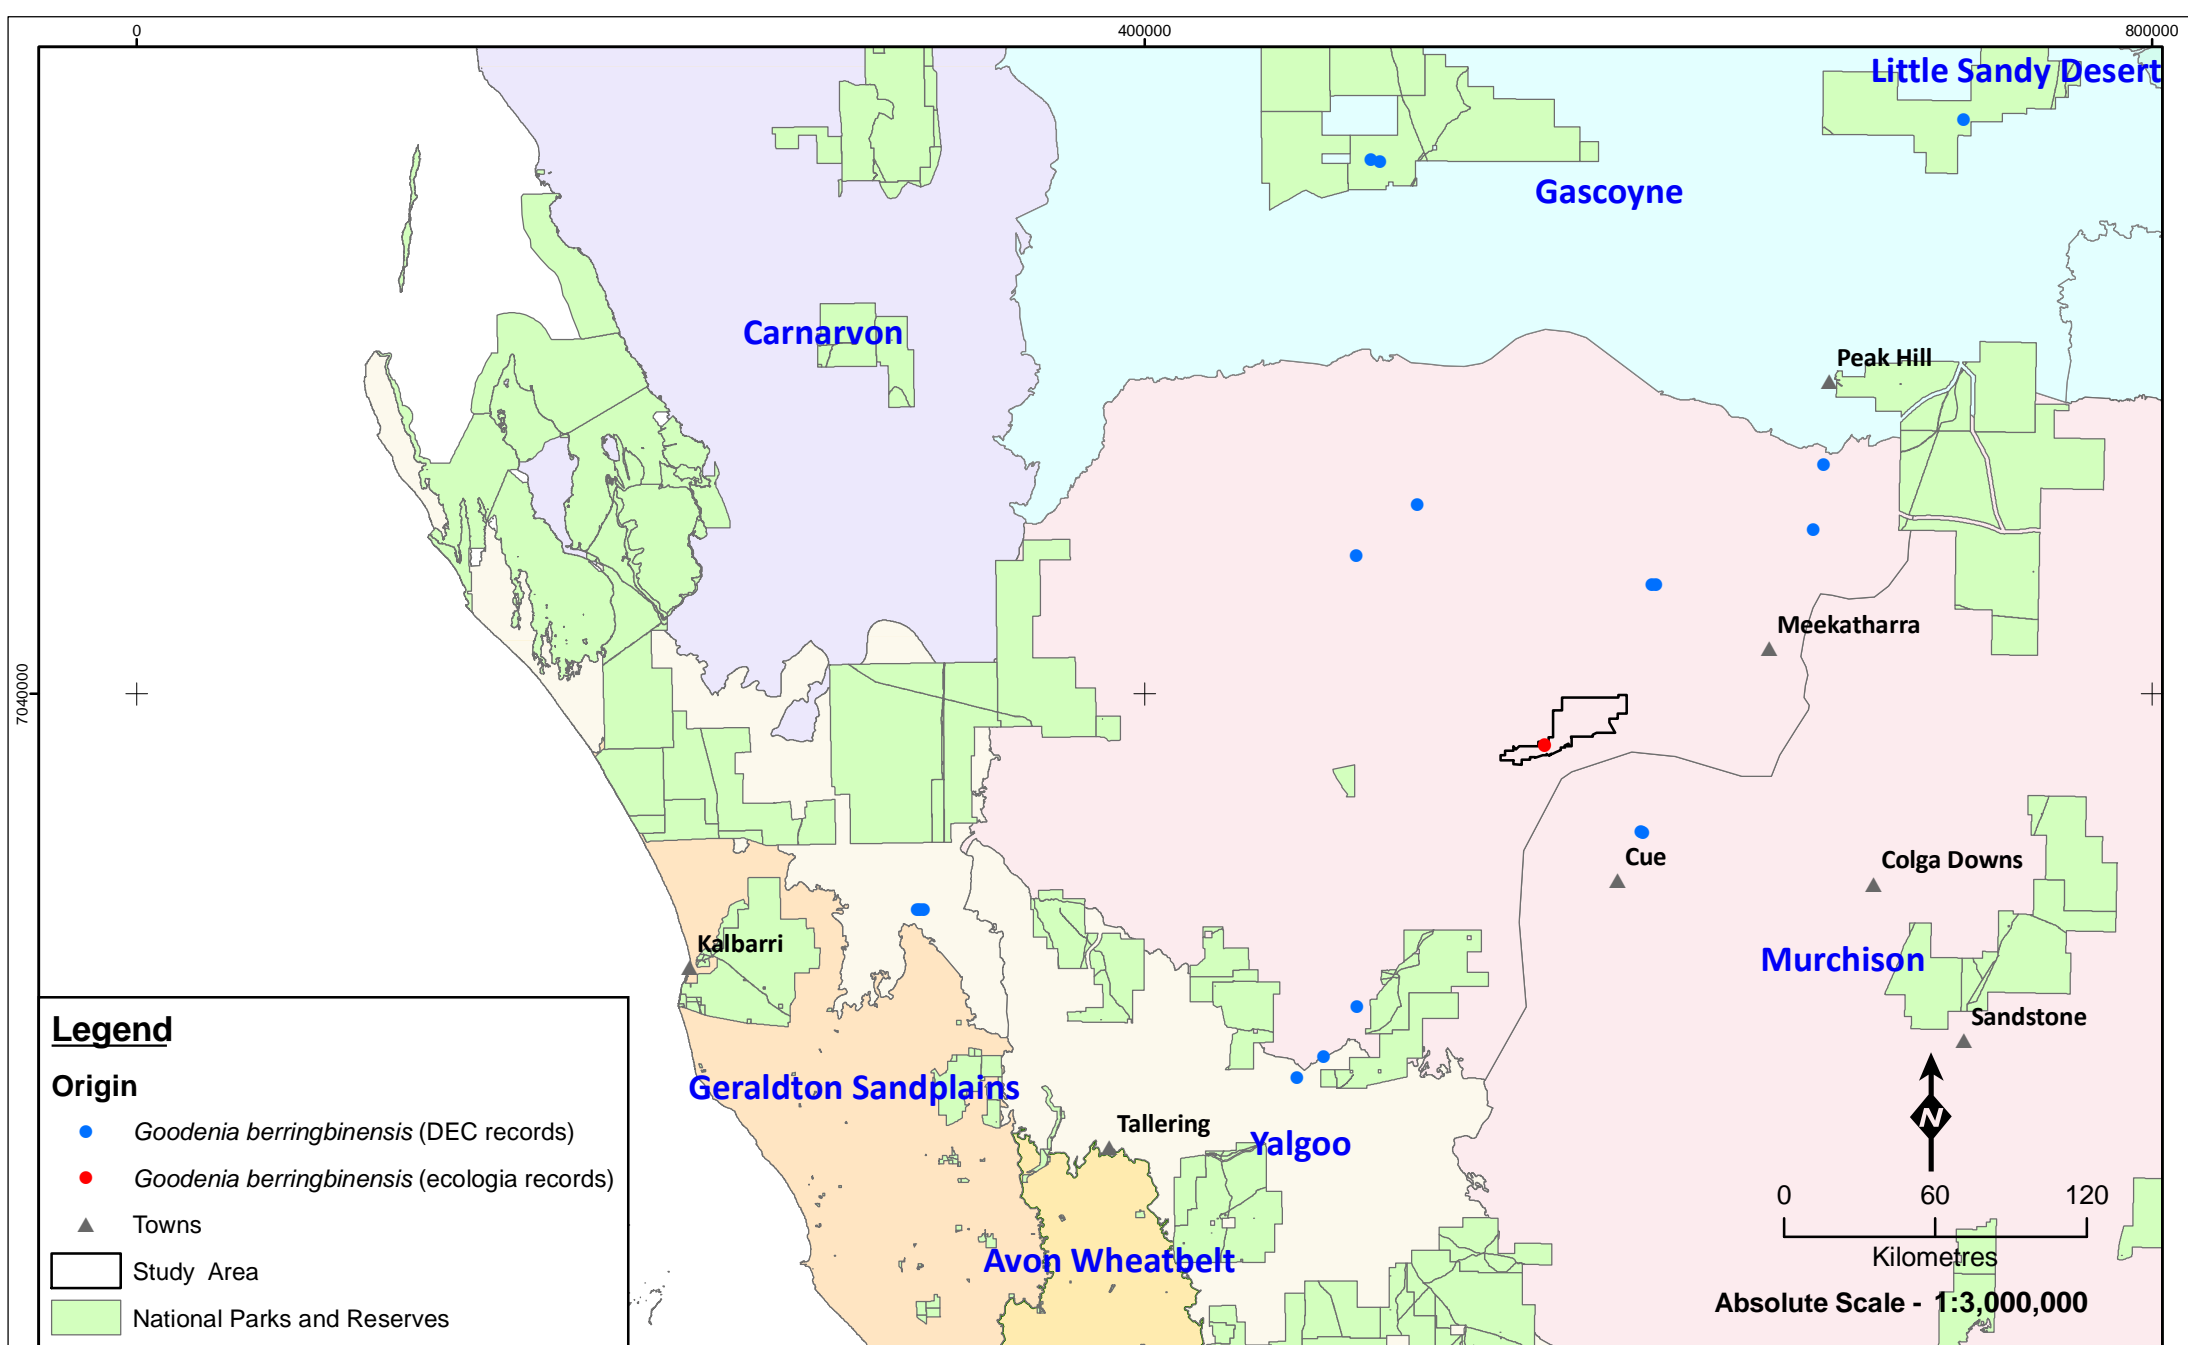 0
400000
800000
Little Sandy Desert
Gascoyne
Carnarvon
Peak Hill
Meekatharra
7040000
Cue
Colga Downs
Kalbarri
Murchison
Sandstone
Geraldton Sandplains
Tallering
Yalgoo
Avon Wheatbelt
N
0 60 120
Kilometres
Absolute Scale - 1:3,000,000
Legend
Origin
Goodenia berringbinensis (DEC records)
Goodenia berringbinensis (ecologia records)
Towns
Study Area
National Parks and Reserves